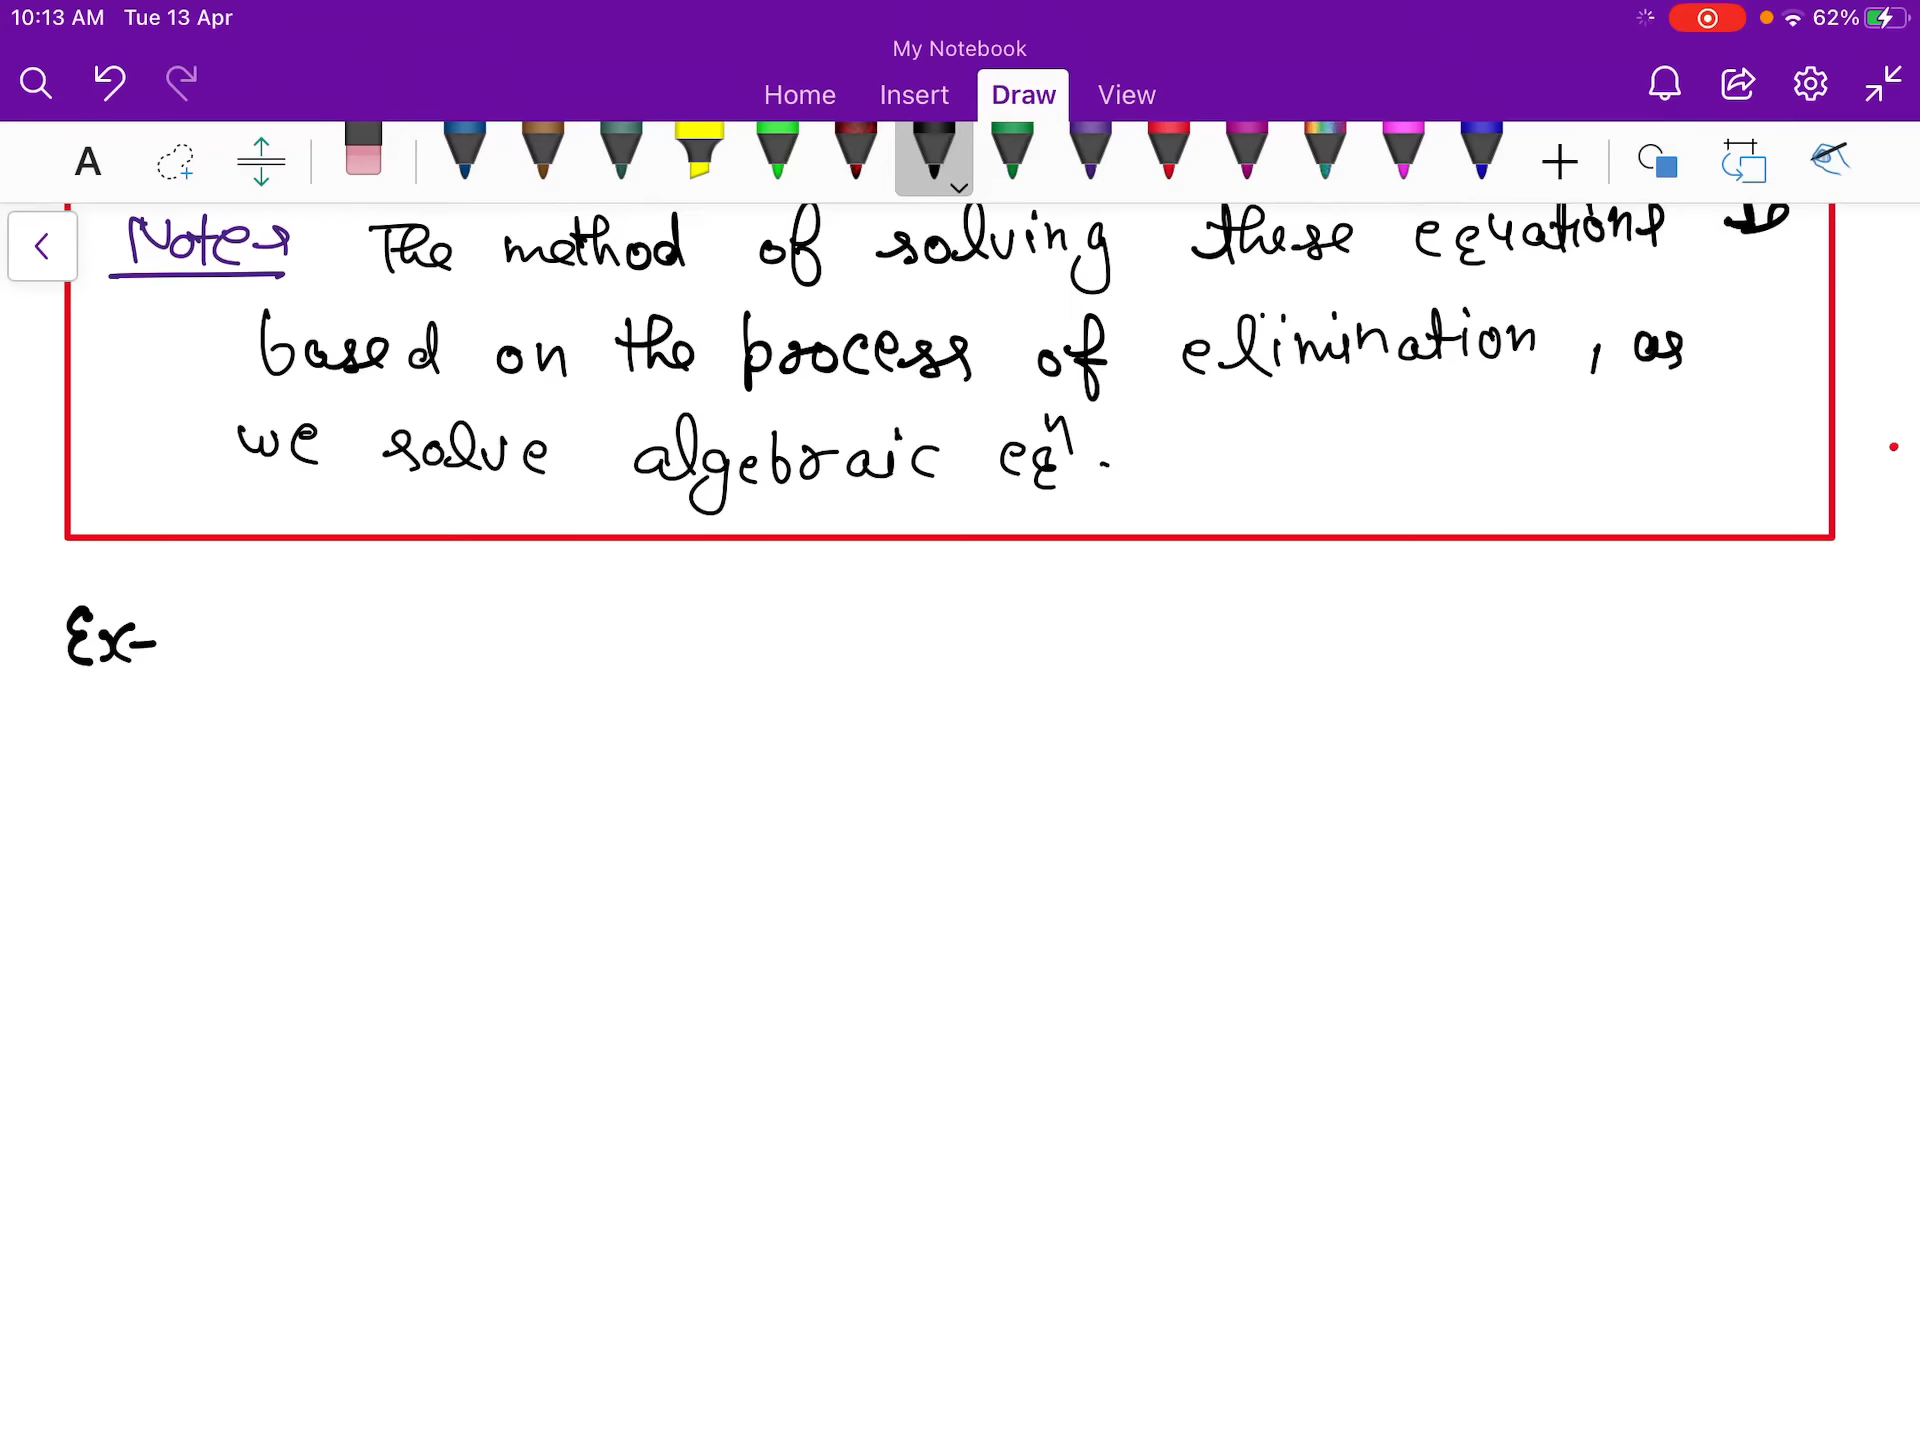 10:13 AM Tue 13 Apr
62%
My Notebook
Home Insert Draw View
A
Note→ The method of solving these equations is
based on the process of elimination, as
we solve algebraic eqⁿ.
Ex-